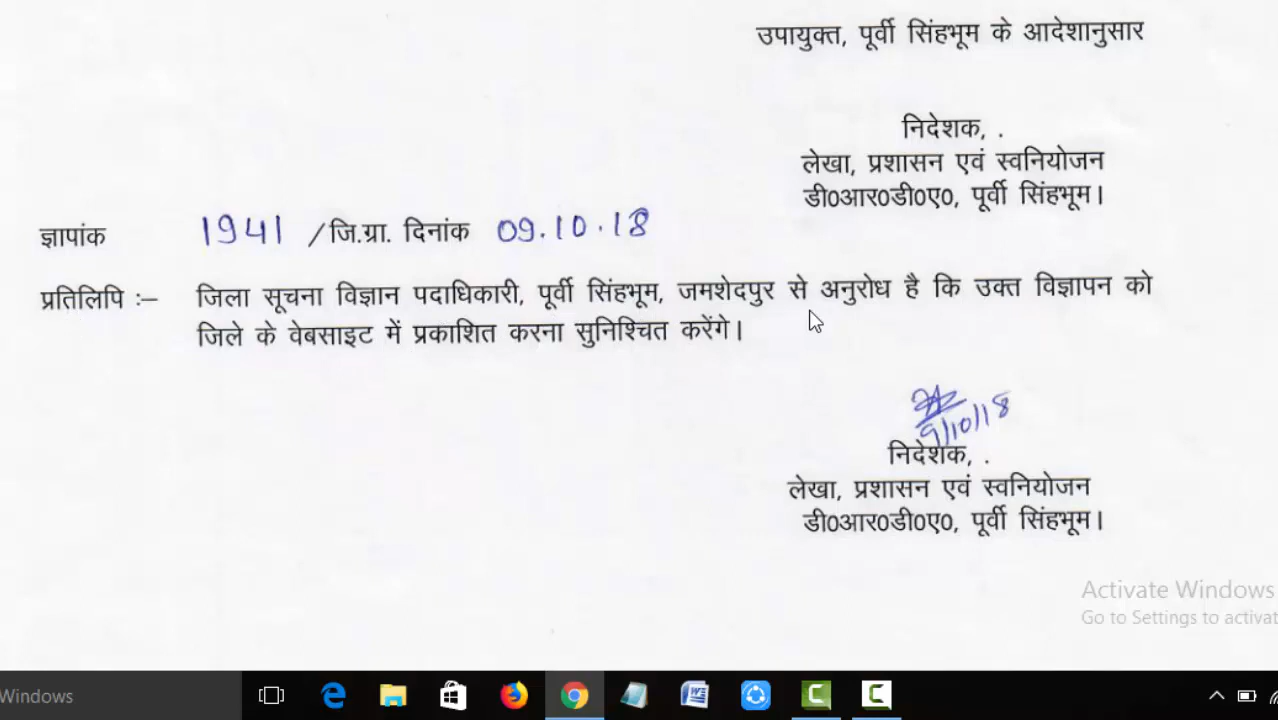 उपायुक्त, पूर्वी सिंहभूम के आदेशानुसार
निदेशक, .
लेखा, प्रशासन एवं स्वनियोजन
डी0आर0डी0ए0, पूर्वी सिंहभूम।
ज्ञापांक 1941 /जि.ग्रा. दिनांक 09.10.18
प्रतिलिपि :– जिला सूचना विज्ञान पदाधिकारी, पूर्वी सिंहभूम, जमशेदपुर से अनुरोध है कि उक्त विज्ञापन को
जिले के वेबसाइट में प्रकाशित करना सुनिश्चित करेंगे।
9/10/18
निदेशक, .
लेखा, प्रशासन एवं स्वनियोजन
डी0आर0डी0ए0, पूर्वी सिंहभूम।
Activate Windows
Go to Settings to activat
Windows